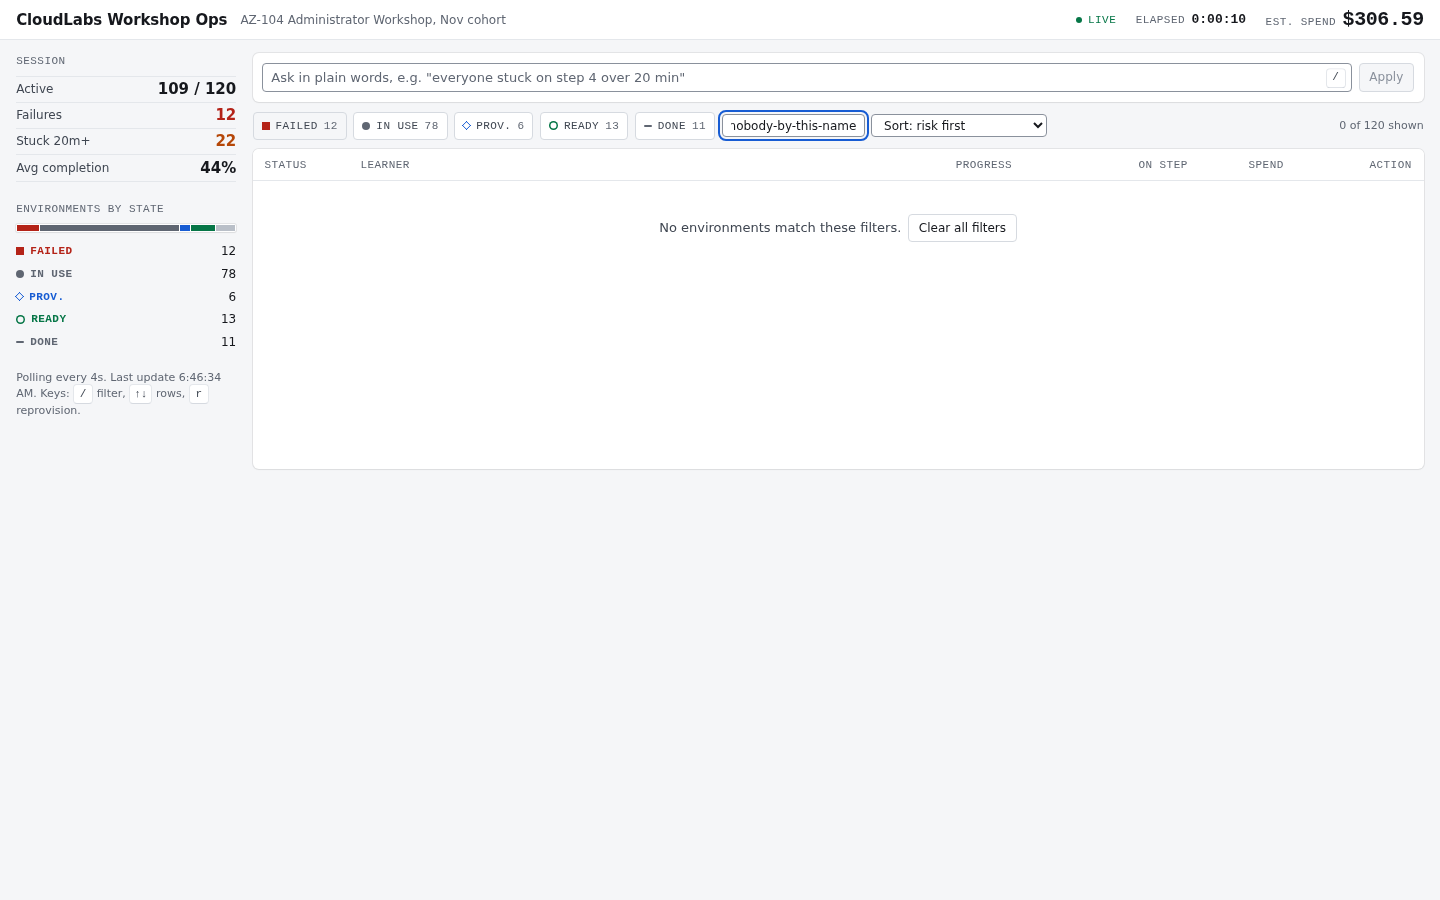 CloudLabs Workshop Ops AZ-104 Administrator Workshop, Nov cohort LIVE ELAPSED 0:00:10 EST. SPEND $306.59
SESSION
Active 109 / 120
Failures 12
Stuck 20m+ 22
Avg completion 44%
ENVIRONMENTS BY STATE
FAILED 12
IN USE 78
PROV. 6
READY 13
DONE 11
Polling every 4s. Last update 6:46:34
AM. Keys: / filter, ↑↓ rows, r
reprovision.
Ask in plain words, e.g. "everyone stuck on step 4 over 20 min" / Apply
FAILED 12 IN USE 78 PROV. 6 READY 13 DONE 11 nobody-by-this-name Sort: risk first 0 of 120 shown
STATUS LEARNER PROGRESS ON STEP SPEND ACTION
No environments match these filters. Clear all filters